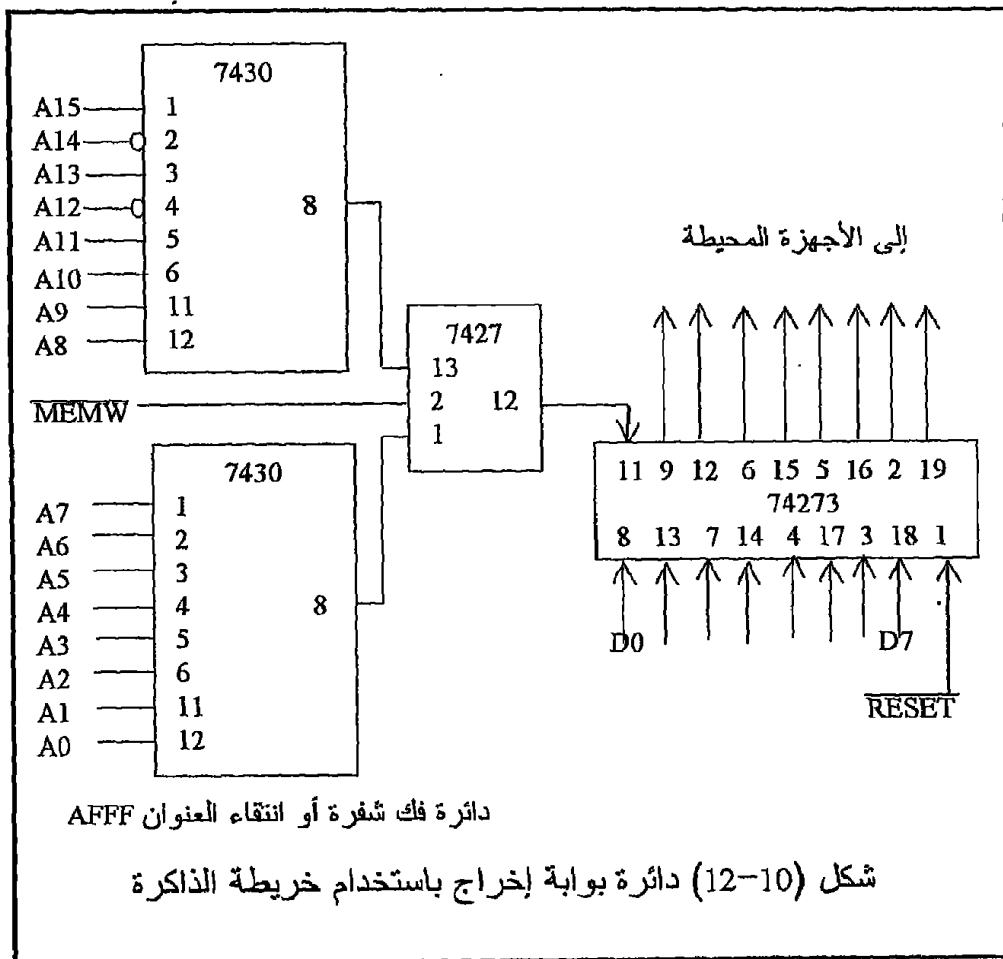 7430
A15 1
A14 2
A13 3
A12 4 8
A11 5
A10 6
A9 11
A8 12
إلى الأجهزة المحيطة
7427
13
MEMW 2 12
1
7430
A7 1
A6 2
A5 3
A4 4 8
A3 5
A2 6
A1 11
A0 12
11 9 12 6 15 5 16 2 19
74273
8 13 7 14 4 17 3 18 1
D0 D7
RESET
دائرة فك شفرة أو انتقاء العنوان AFFF
شكل (10-12) دائرة بوابة إخراج باستخدام خريطة الذاكرة